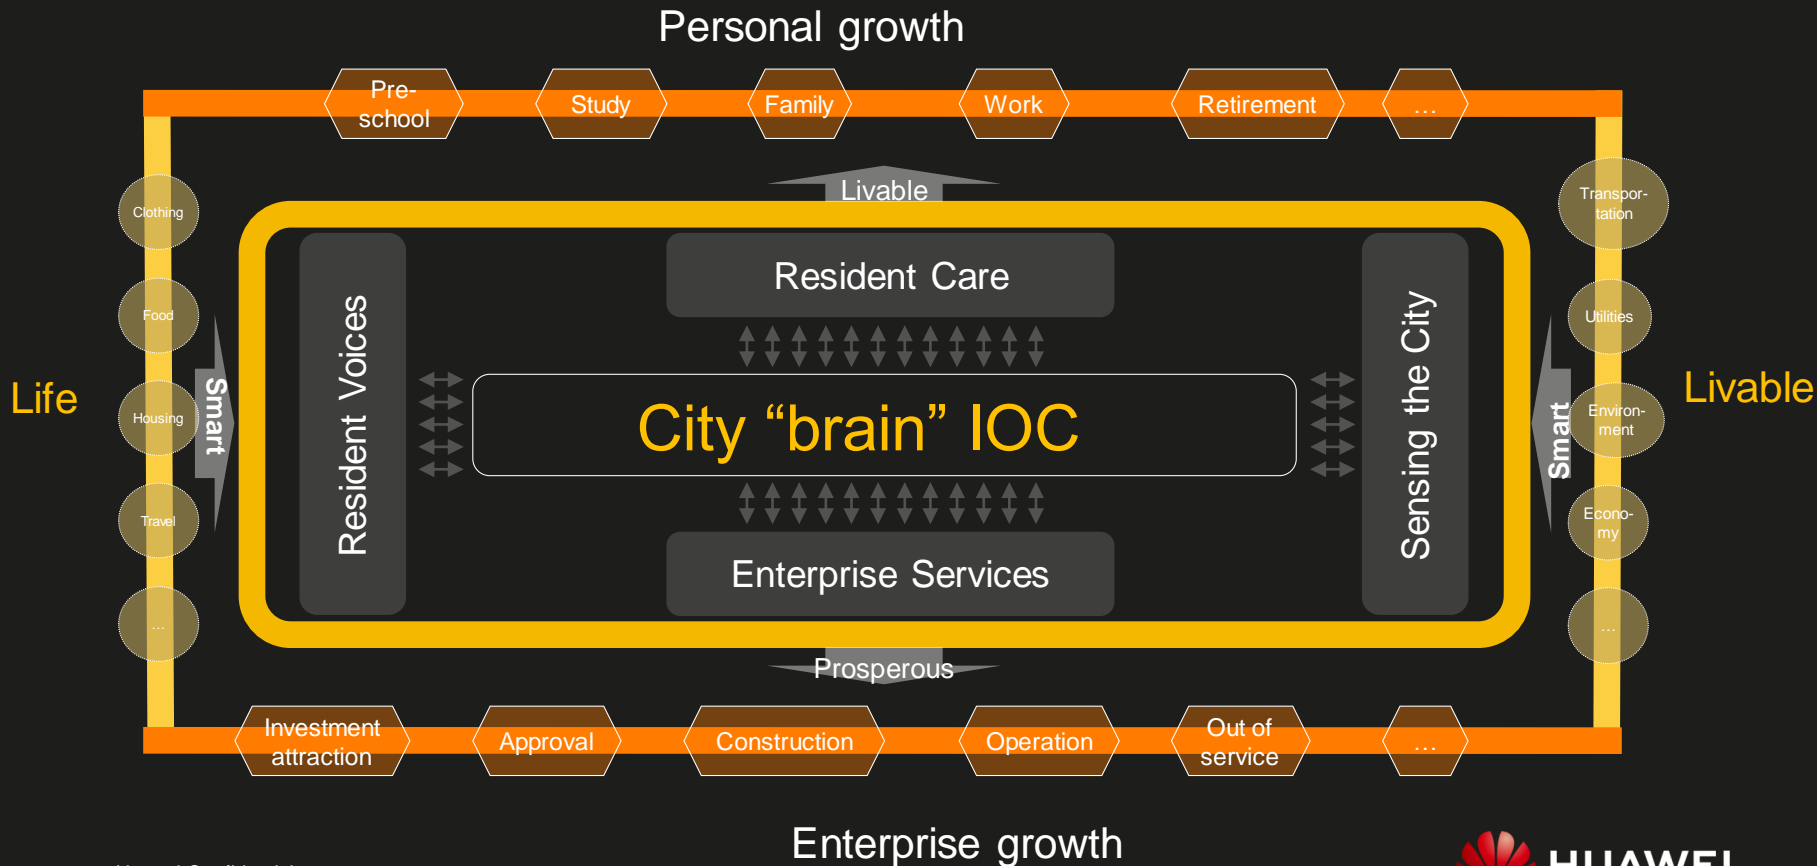 Personal growth
Pre-
school
Study
Family
Work
Retirement
...
Livable
Clothing
Food
Housing
Travel
...
Life
Smart
Resident Voices
Resident Care
City “brain” IOC
Enterprise Services
Sensing the City
Smart
Transpor-
tation
Utilities
Environ-
ment
Econo-
my
...
Livable
Prosperous
Investment
attraction
Approval
Construction
Operation
Out of
service
...
Enterprise growth
HUAWEI